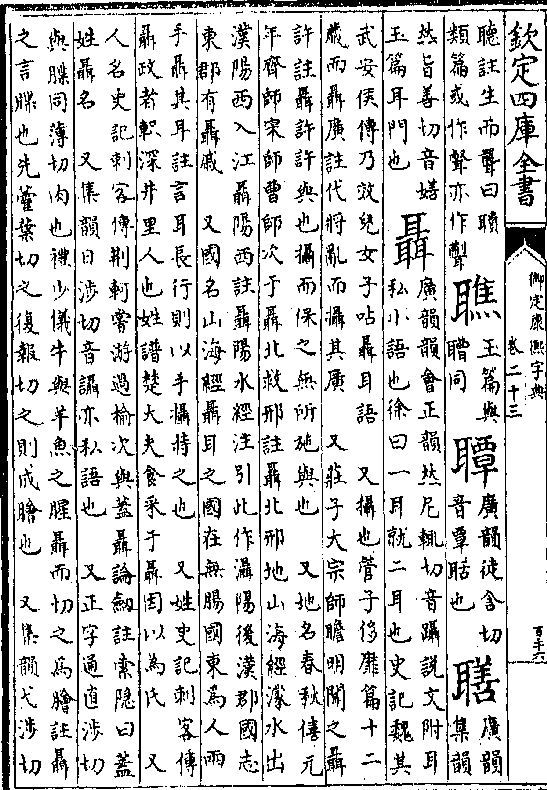 欽定四庫全書
御定康熙字典
卷二十三
百十六
聽註生而聾曰聵
類篇或作聲亦作
𦗴 玉篇與
聸同
𦗡 廣韻徒含切
音覃聒也
𦖳 廣韻
集韻
然旨善切音𡡓
玉篇耳門也
聶 廣韻韻會正韻𠀤尼輒切音躡說文附耳
私小語也徐曰一耳就二耳也史記魏其
武安侯傳乃效兒女子呫聶耳語 又攝也管子侈靡篇十二
歲而聶廣註代將亂而攝其廣 又莊子大宗師瞻明聞之聶
許註聶許許與也攝而保之無所施與也 又地名春秋僖元
年齊師宋師曹師次于聶北救邢註聶北邢地山海經濛水出
漢陽西入江聶陽西註聶陽水經注引此作灄陽後漢郡國志
東郡有聶戚 又國名山海經聶耳之國在無腸國東為人兩
手聶其耳註言耳長行則以手攝持之也 又姓史記刺客傳
聶政者軹深井里人也姓譜楚大夫食采于聶因以為氏 又
人名史記刺客傳荆軻嘗游過榆次與蓋聶論劒註索隱曰蓋
姓聶名 又集韻日涉切音讘亦私語也 又正字通直涉切
與牒同薄切肉也禮少儀牛與羊魚之腥聶而切之為膾註聶
之言牒也先藿葉切之復報切之則成膾也 又集韻弋涉切